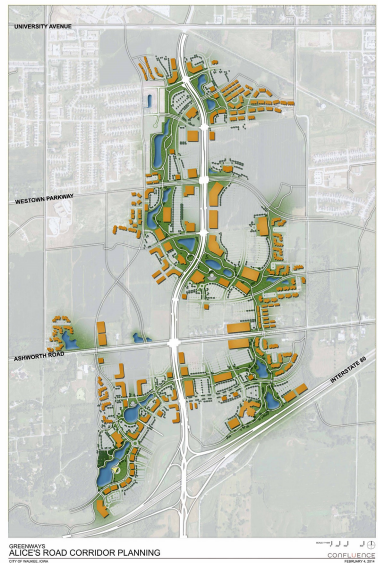 UNIVERSITY AVENUE
WESTOWN PARKWAY
ASHWORTH ROAD
INTERSTATE 80
GREENWAYS
ALICE'S ROAD CORRIDOR PLANNING
CITY OF WAUKEE, IOWA
CONFLUENCE
FEBRUARY 4, 2014